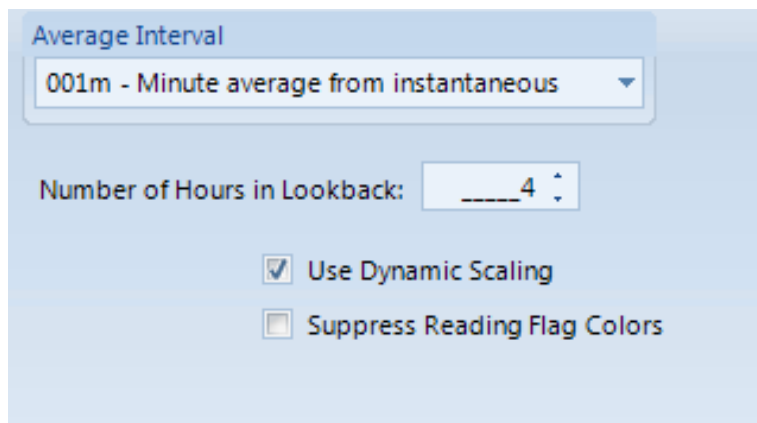 Average Interval
001m - Minute average from instantaneous
Number of Hours in Lookback: _____4
Use Dynamic Scaling
Suppress Reading Flag Colors